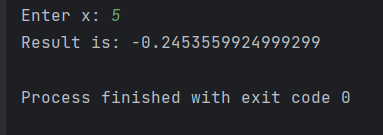 Enter x: 5
Result is: -0.2453559924999299
Process finished with exit code 0